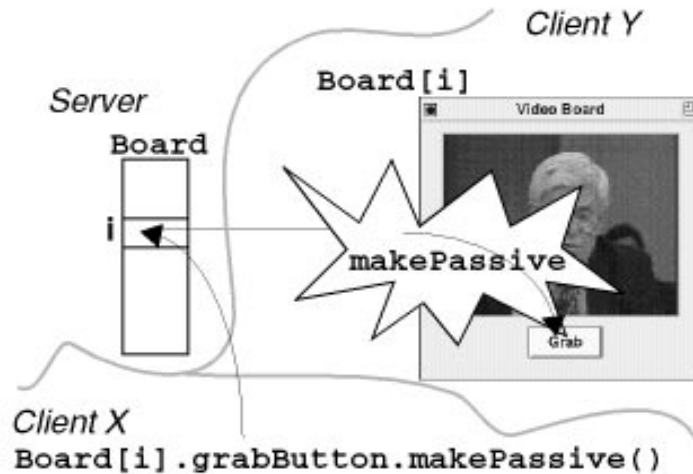 Client Y
Board[i]
Server
Video Board
Board
i
makePassive
Grab
Client X
Board[i].grabButton.makePassive()